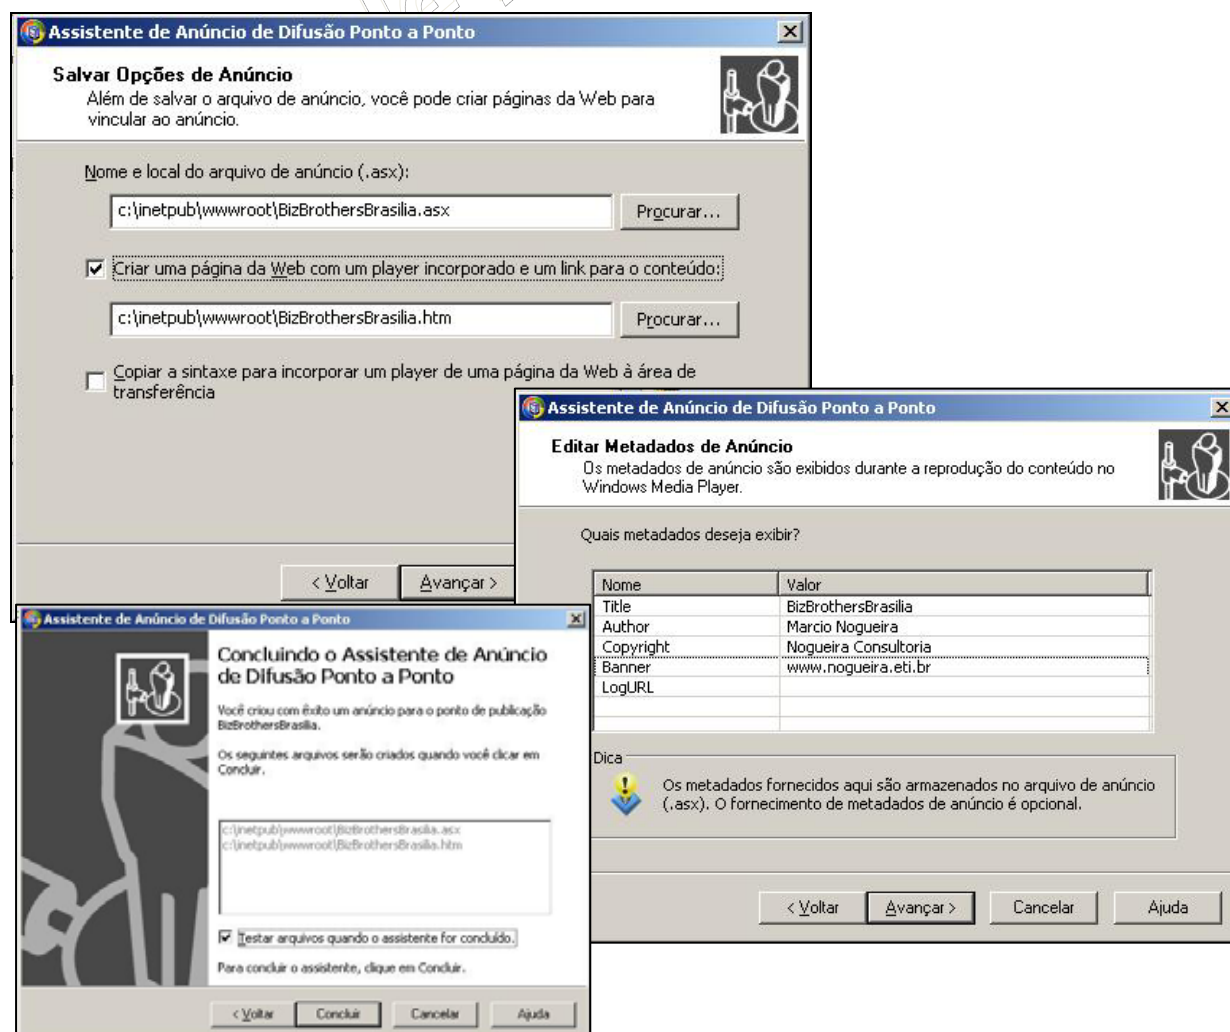 Assistente de Anúncio de Difusão Ponto a Ponto
Salvar Opções de Anúncio
Além de salvar o arquivo de anúncio, você pode criar páginas da Web para
vincular ao anúncio.
Nome e local do arquivo de anúncio (.asx):
c:\inetpub\wwwroot\BizBrothersBrasilia.asx
Procurar...
Criar uma página da Web com um player incorporado e um link para o conteúdo:
c:\inetpub\wwwroot\BizBrothersBrasilia.htm
Procurar...
Copiar a sintaxe para incorporar um player de uma página da Web à área de
transferência
< Voltar
Avançar >
Assistente de Anúncio de Difusão Ponto a Ponto
Editar Metadados de Anúncio
Os metadados de anúncio são exibidos durante a reprodução do conteúdo no
Windows Media Player.
Quais metadados deseja exibir?
Nome Valor
Title BizBrothersBrasilia
Author Marcio Nogueira
Copyright Nogueira Consultoria
Banner www.nogueira.eti.br
LogURL
Dica
Os metadados fornecidos aqui são armazenados no arquivo de anúncio
(.asx). O fornecimento de metadados de anúncio é opcional.
< Voltar
Avançar >
Cancelar
Ajuda
Assistente de Anúncio de Difusão Ponto a Ponto
Concluindo o Assistente de Anúncio
de Difusão Ponto a Ponto
Você criou com êxito um anúncio para o ponto de publicação
BizBrothersBrasilia.
Os seguintes arquivos serão criados quando você clicar em
Concluir.
c:\inetpub\wwwroot\BizBrothersBrasilia.asx
c:\inetpub\wwwroot\BizBrothersBrasilia.htm
Testar arquivos quando o assistente for concluído.
Para concluir o assistente, clique em Concluir.
< Voltar
Concluir
Cancelar
Ajuda